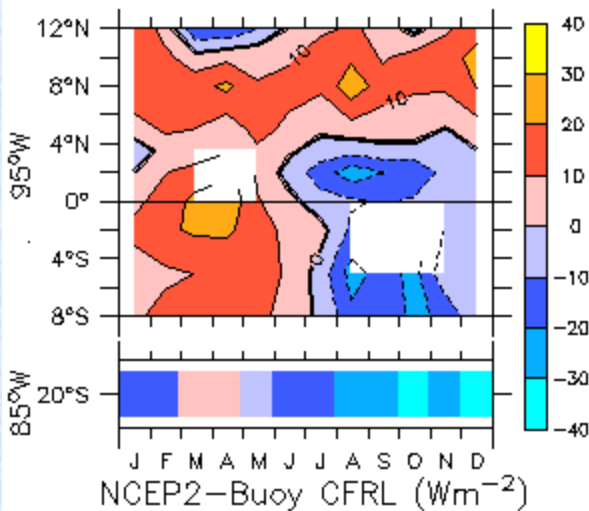 12°N
8°N
4°N
0°
4°S
8°S
95°W
10
10
0
40
30
20
10
0
−10
−20
−30
−40
85°W
20°S
J F M A M J J A S O N D
NCEP2−Buoy CFRL (Wm⁻²)